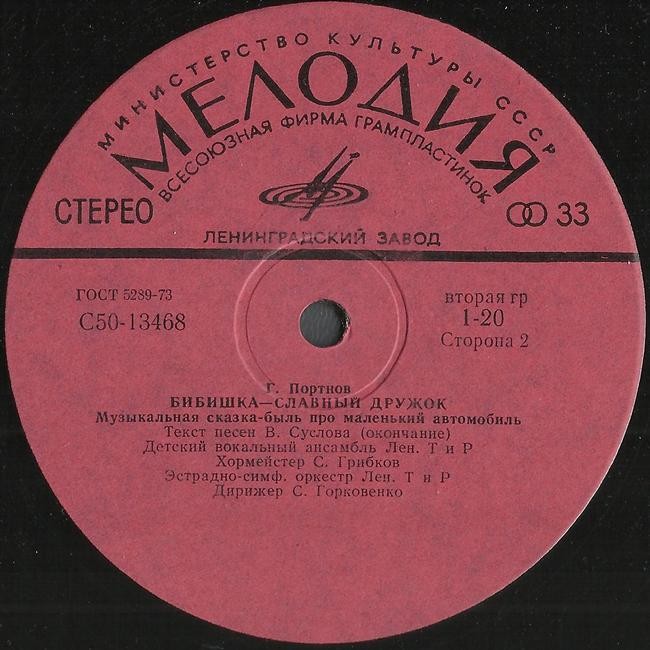 МИНИСТЕРСТВО КУЛЬТУРЫ СССР
МЕЛОДИЯ
ВСЕСОЮЗНАЯ ФИРМА ГРАМПЛАСТИНОК
СТЕРЕО
33
ЛЕНИНГРАДСКИЙ ЗАВОД
ГОСТ 5289-73
С50-13468
вторая гр
1-20
Сторона 2
Г. Портнов
БИБИШКА—СЛАВНЫЙ ДРУЖОК
Музыкальная сказка-быль про маленький автомобиль
Текст песен В. Суслова (окончание)
Детский вокальный ансамбль Лен. Т и Р
Хормейстер С. Грибков
Эстрадно-симф. оркестр Лен. Т и Р
Дирижер С. Горковенко